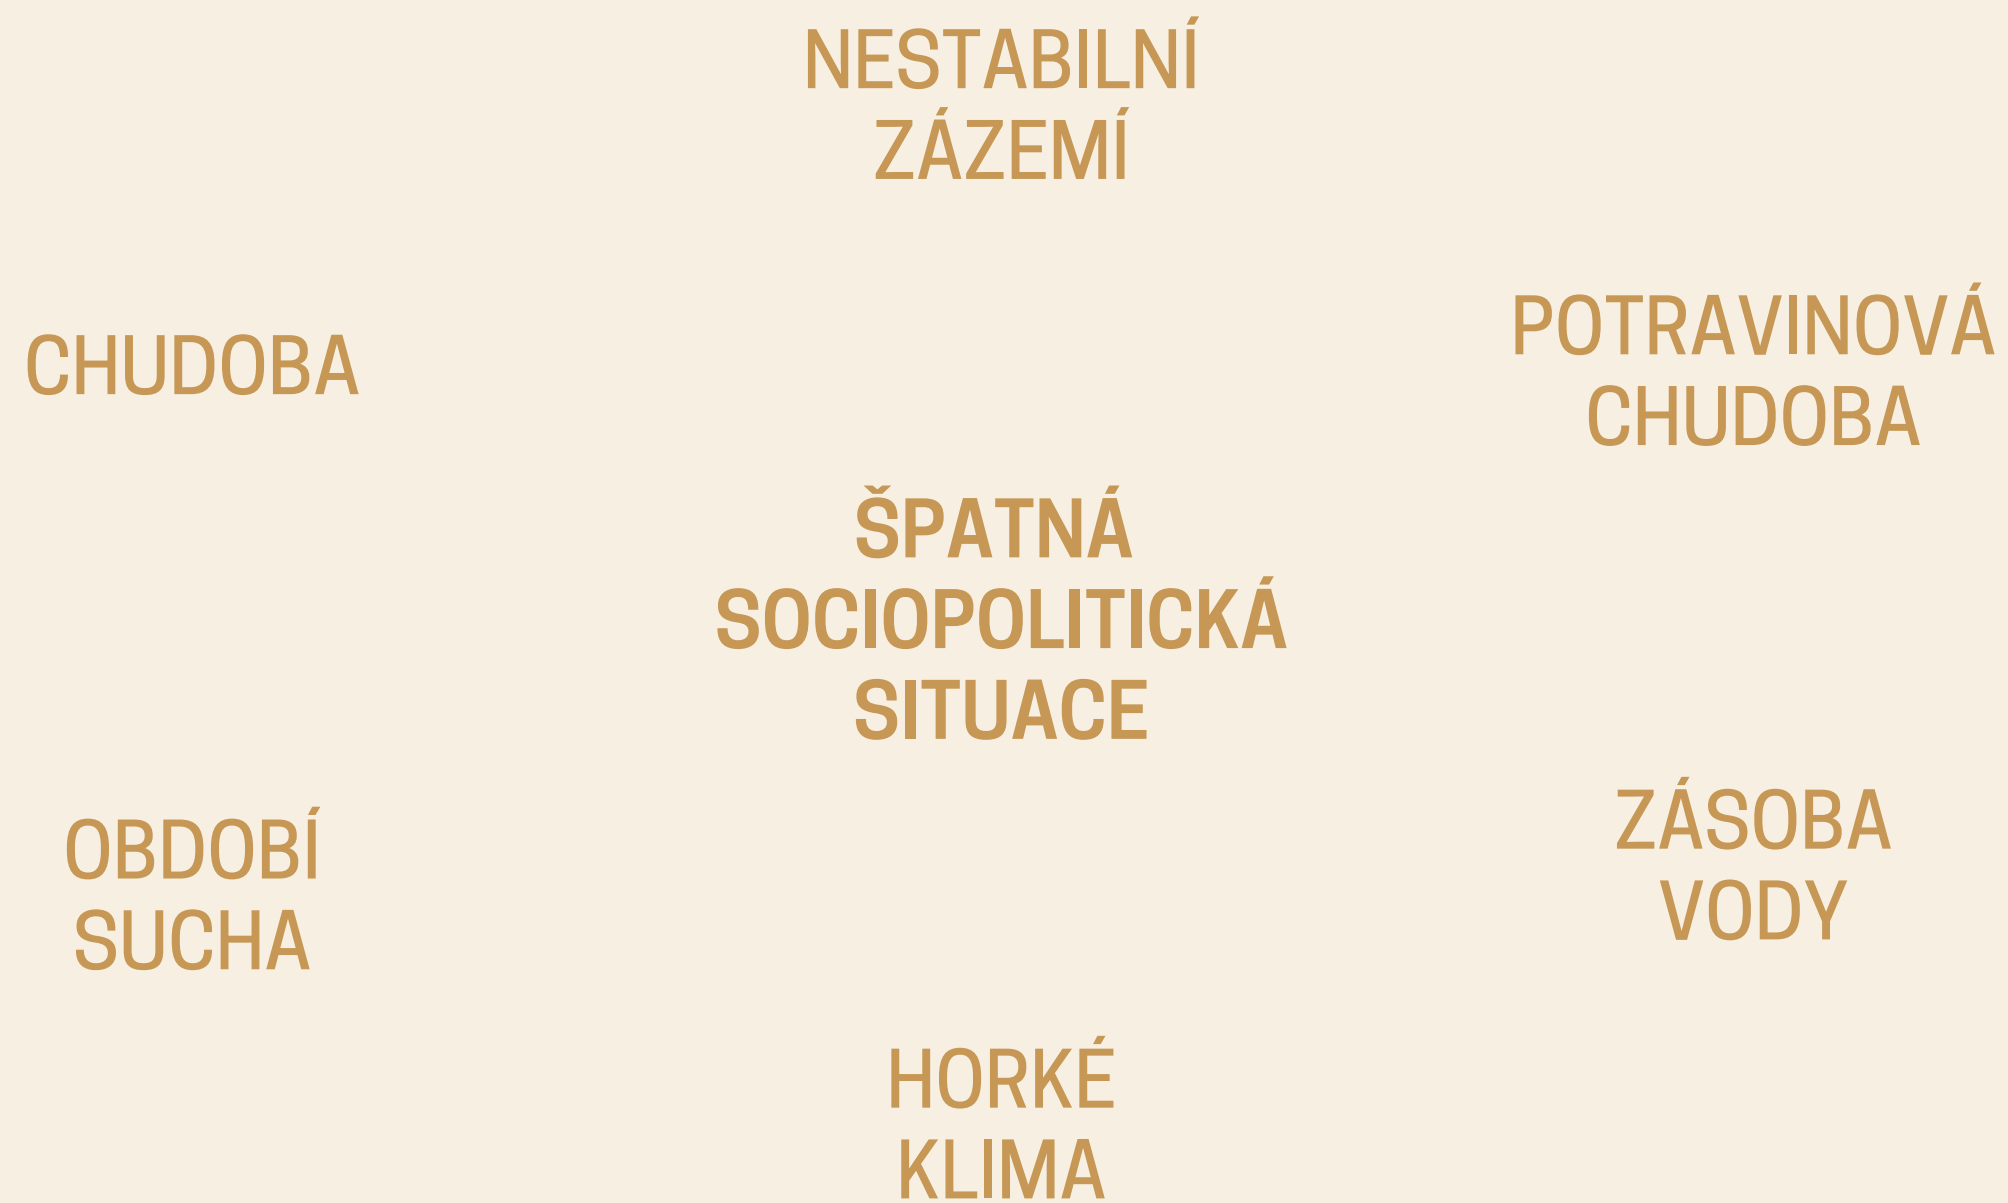 NESTABILNÍ
ZÁZEMÍ
CHUDOBA
POTRAVINOVÁ
CHUDOBA
ŠPATNÁ
SOCIOPOLITICKÁ
SITUACE
OBDOBÍ
SUCHA
ZÁSOBA
VODY
HORKÉ
KLIMA